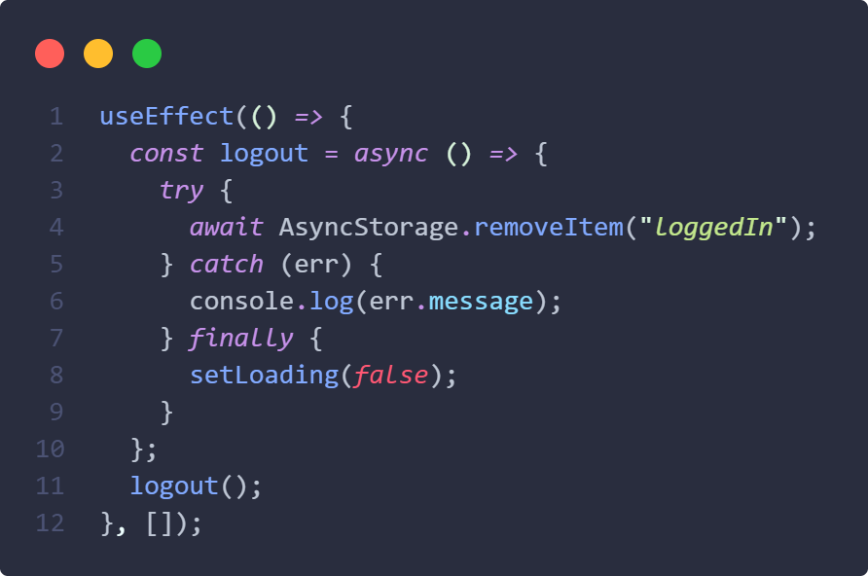 1 useEffect(() => {
2 const logout = async () => {
3 try {
4 await AsyncStorage.removeItem("loggedIn");
5 } catch (err) {
6 console.log(err.message);
7 } finally {
8 setLoading(false);
9 }
10 };
11 logout();
12 }, []);